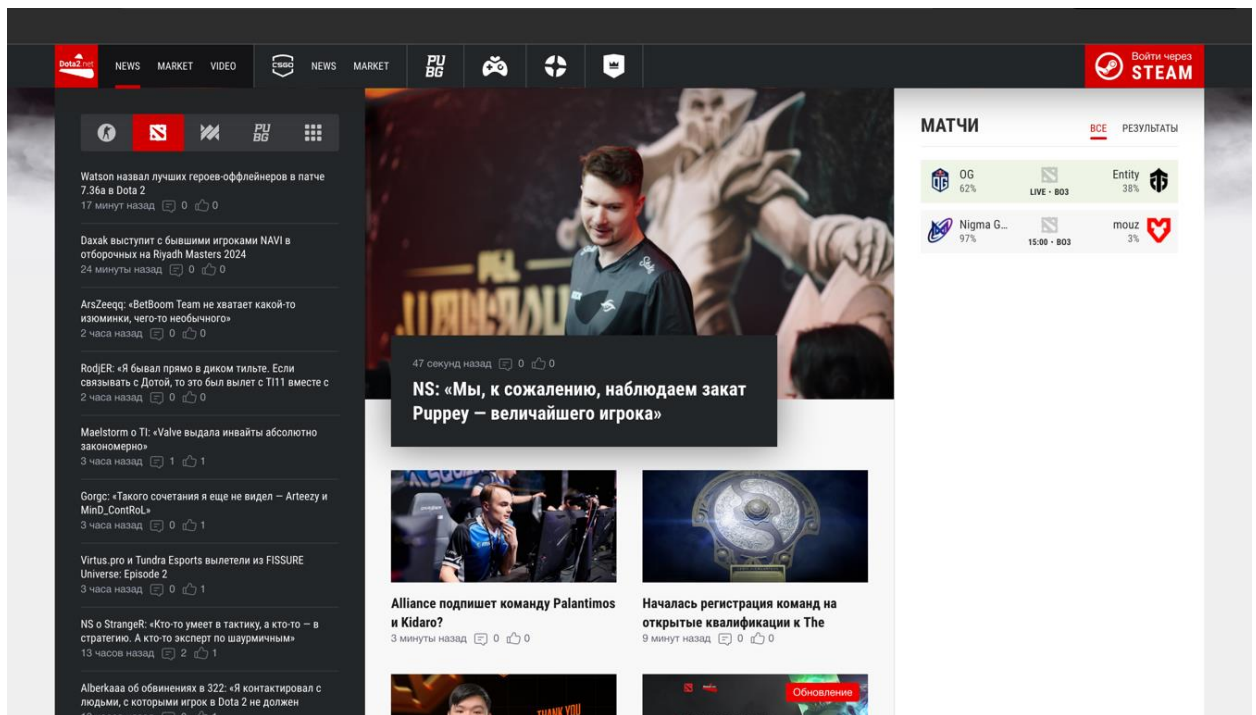 Dota2.net
NEWS MARKET VIDEO
CSGO
NEWS MARKET
PU
BG
Войти через
STEAM
PU
BG
Watson назвал лучших героев-оффлейнеров в патче
7.36a в Dota 2
17 минут назад 0 0
Daxak выступит с бывшими игроками NAVI в
отборочных на Riyadh Masters 2024
24 минуты назад 0 0
ArsZeeqq: «BetBoom Team не хватает какой-то
изюминки, чего-то необычного»
2 часа назад 0 0
RodjER: «Я бывал прямо в диком тильте. Если
связывать с Дотой, то это был вылет с TI11 вместе с
2 часа назад 0 0
Maelstorm о TI: «Valve выдала инвайты абсолютно
закономерно»
3 часа назад 1 1
Gorgc: «Такого сочетания я еще не видел — Arteezy и
MinD_ContRoL»
3 часа назад 0 1
Virtus.pro и Tundra Esports вылетели из FISSURE
Universe: Episode 2
3 часа назад 0 1
NS о StrangeR: «Кто-то умеет в тактику, а кто-то — в
стратегию. А кто-то эксперт по шаурмичным»
13 часов назад 2 1
Alberkaaa об обвинениях в 322: «Я контактировал с
людьми, с которыми игрок в Dota 2 не должен
PGL
47 секунд назад 0 0
NS: «Мы, к сожалению, наблюдаем закат
Puppey — величайшего игрока»
Alliance подпишет команду Palantimos
и Kidaro?
3 минуты назад 0 0
Началась регистрация команд на
открытые квалификации к The
9 минут назад 0 0
THANK YOU
Обновление
МАТЧИ
ВСЕ РЕЗУЛЬТАТЫ
OG
62%
LIVE · BO3
Entity
38%
Nigma G...
97%
15:00 · BO3
mouz
3%